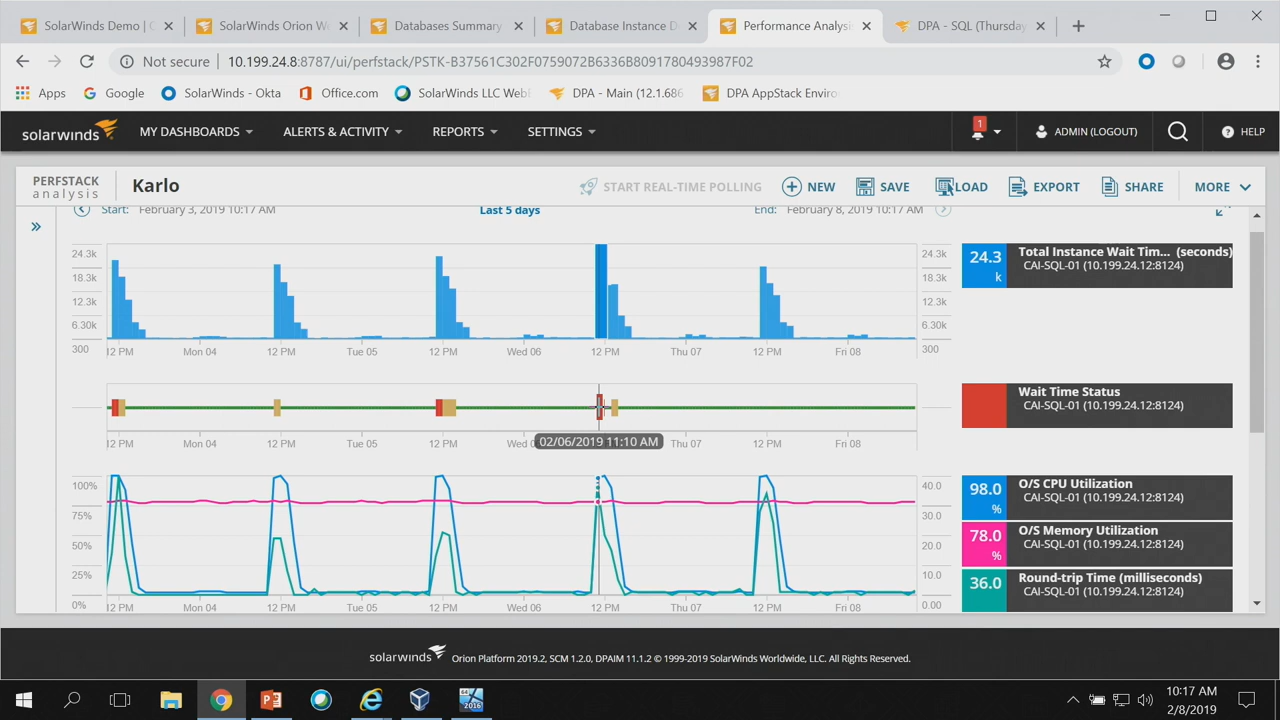 SolarWinds Demo | C
SolarWinds Orion We
Databases Summary
Database Instance D
Performance Analysi
DPA - SQL (Thursday
Not secure
10.199.24.8:8787/ui/perfstack/PSTK-B37561C302F0759072B6336B8091780493987F02
Apps
Google
SolarWinds - Okta
Office.com
SolarWinds LLC Web
DPA - Main (12.1.686
DPA AppStack Enviro
solarwinds
MY DASHBOARDS
ALERTS & ACTIVITY
REPORTS
SETTINGS
1
ADMIN (LOGOUT)
HELP
PERFSTACK
analysis
Karlo
START REAL-TIME POLLING
NEW
SAVE
LOAD
EXPORT
SHARE
MORE
Start: February 3, 2019 10:17 AM
Last 5 days
End: February 8, 2019 10:17 AM
24.3k
18.3k
12.3k
6.30k
300
24.3k
18.3k
12.3k
6.30k
300
12 PM Mon 04 12 PM Tue 05 12 PM Wed 06 12 PM Thu 07 12 PM Fri 08
24.3
k
Total Instance Wait Tim... (seconds)
CAI-SQL-01 (10.199.24.12:8124)
Wait Time Status
CAI-SQL-01 (10.199.24.12:8124)
12 PM Mon 04 12 PM Tue 05 12 PM Wed 02/06/2019 11:10 AM Thu 07 12 PM Fri 08
100%
75%
50%
25%
0%
40.0
30.0
20.0
10.0
0.00
12 PM Mon 04 12 PM Tue 05 12 PM Wed 06 12 PM Thu 07 12 PM Fri 08
98.0
%
O/S CPU Utilization
CAI-SQL-01 (10.199.24.12:8124)
78.0
%
O/S Memory Utilization
CAI-SQL-01 (10.199.24.12:8124)
36.0
Round-trip Time (milliseconds)
CAI-SQL-01 (10.199.24.12:8124)
solarwinds
Orion Platform 2019.2, SCM 1.2.0, DPAIM 11.1.2 © 1999-2019 SolarWinds Worldwide, LLC. All Rights Reserved.
2016
10:17 AM
2/8/2019